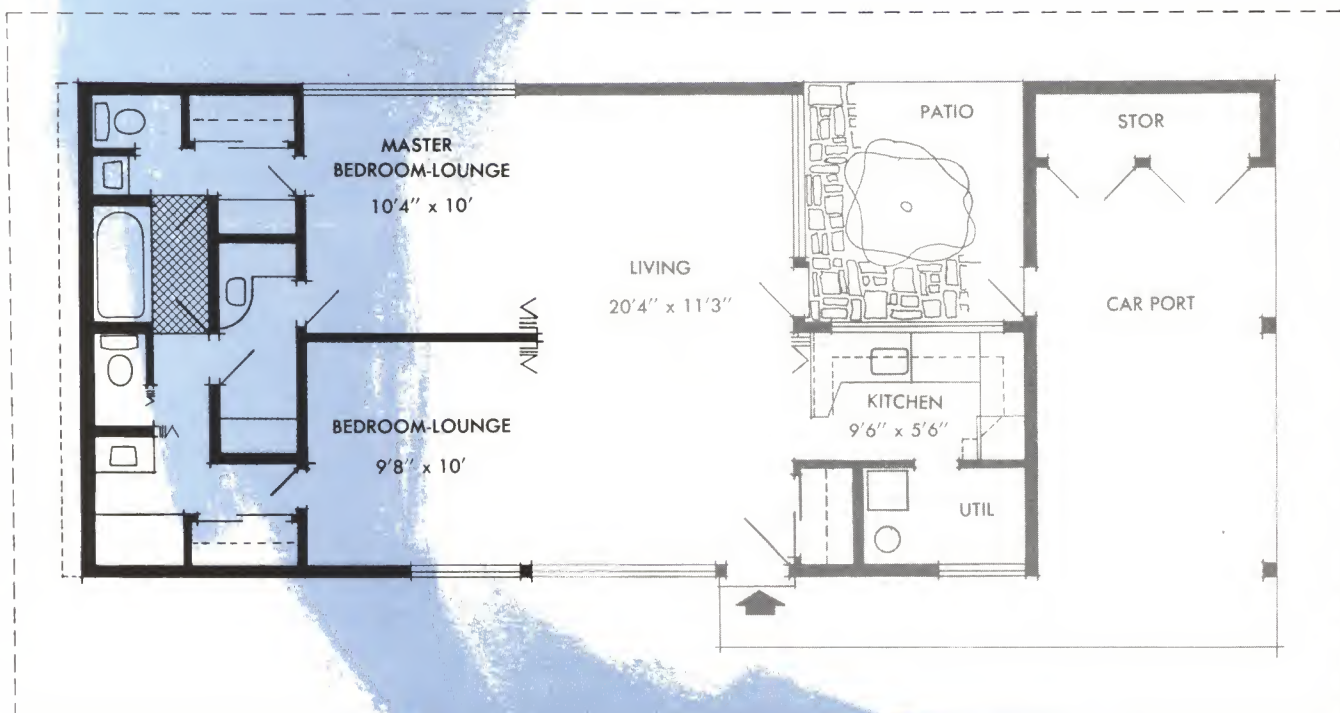 MASTER
BEDROOM-LOUNGE
10'4" x 10'
PATIO
STOR
LIVING
20'4" x 11'3"
CAR PORT
KITCHEN
9'6" x 5'6"
BEDROOM-LOUNGE
9'8" x 10'
UTIL